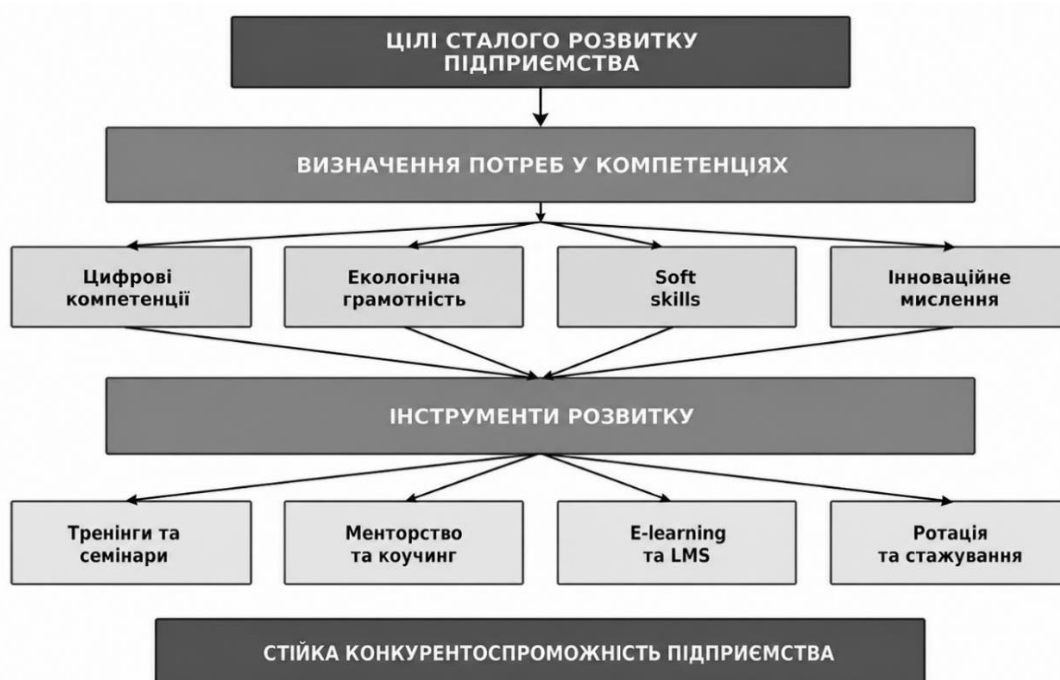 ЦІЛІ СТАЛОГО РОЗВИТКУ
ПІДПРИЄМСТВА
ВИЗНАЧЕННЯ ПОТРЕБ У КОМПЕТЕНЦІЯХ
Цифрові
компетенції
Екологічна
грамотність
Soft
skills
Інноваційне
мислення
ІНСТРУМЕНТИ РОЗВИТКУ
Тренінги та
семінари
Менторство
та коучинг
E-learning
та LMS
Ротація
та стажування
СТІЙКА КОНКУРЕНТОСПРОМОЖНІСТЬ ПІДПРИЄМСТВА